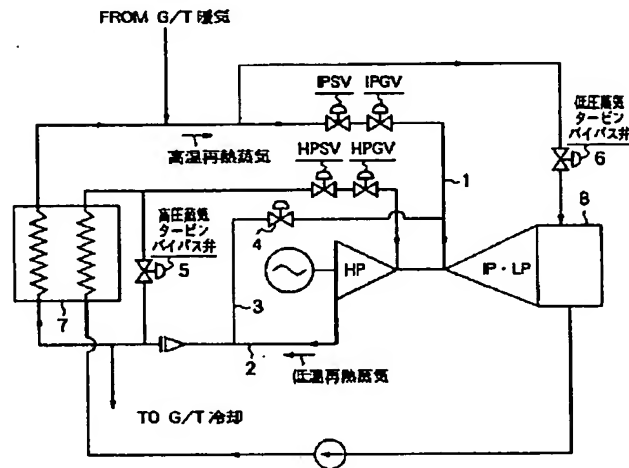 FROM G/T 暖気
IPSV IPGV
低圧蒸気
タービン
バイパス弁
6
高温再熱蒸気
HPSV HPGV
1
8
高圧蒸気
タービン
バイパス弁
5
4
HP
IP・LP
7
3
2
低温再熱蒸気
TO G/T 冷却